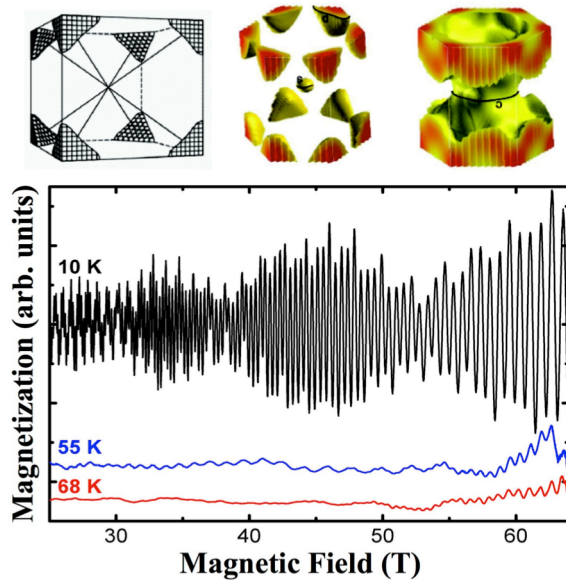 p
s
c
Magnetization (arb. units)
10 K
55 K
68 K
30
40
50
60
Magnetic Field (T)